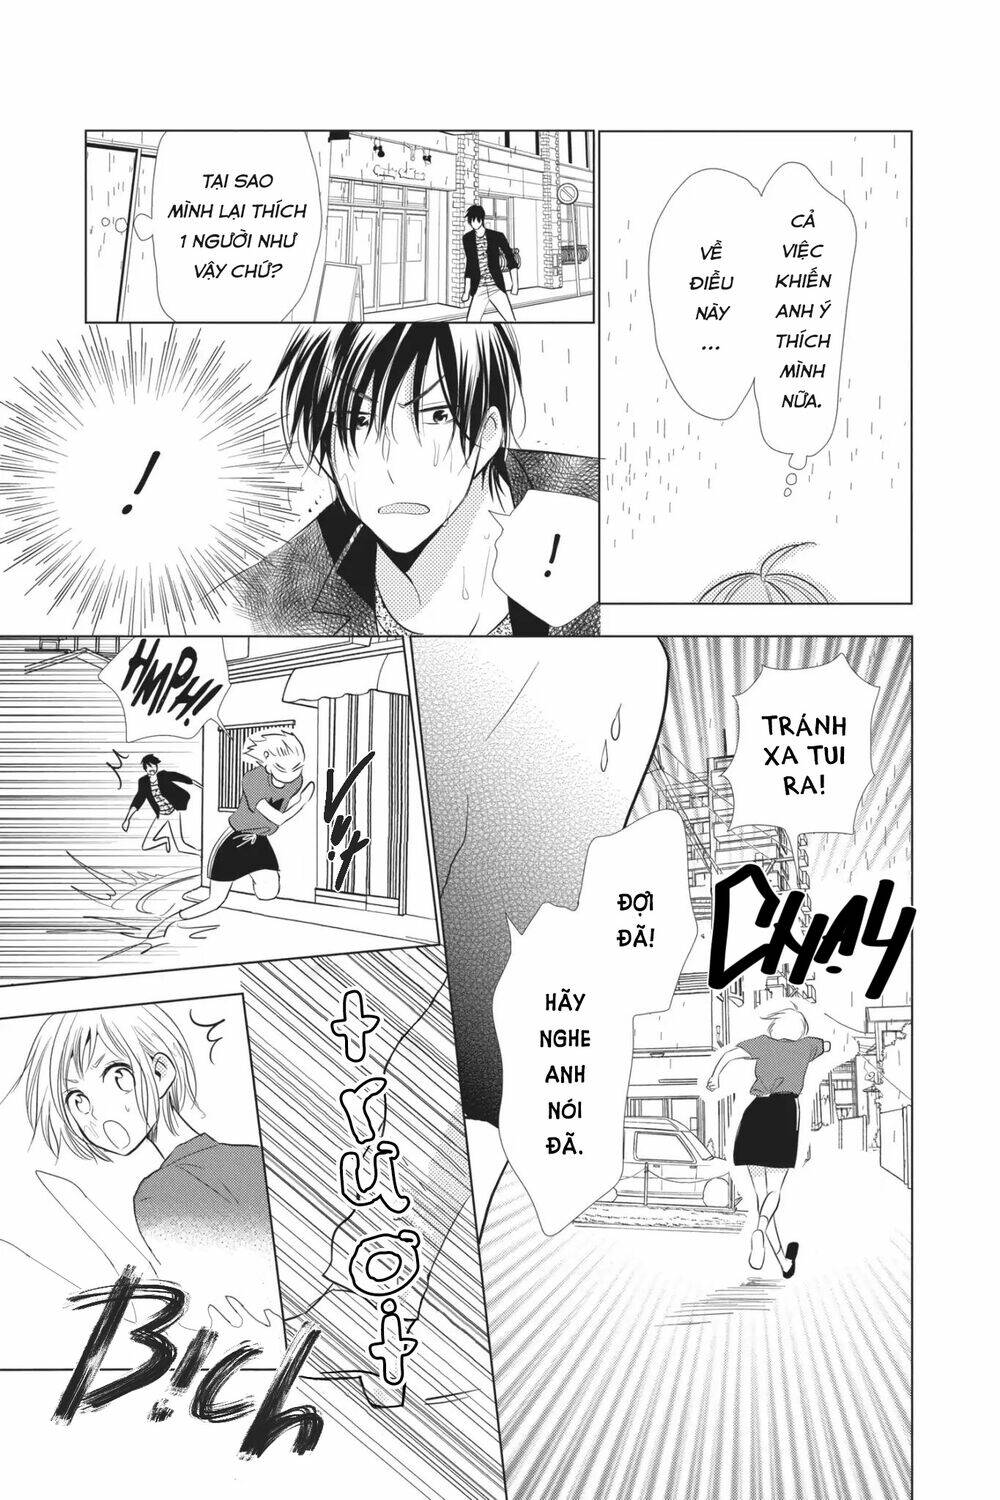 CẢ
VIỆC
KHIẾN
ANH Ý
THÍCH
MÌNH
NỮA.
VỀ
ĐIỀU
NÀY
...
TẠI SAO
MÌNH LẠI THÍCH
1 NGƯỜI NHƯ
VẬY CHỨ?
!
!
TRÁNH
XA TUI
RA!
CHẠY
ĐỢI
ĐÃ!
HÃY
NGHE
ANH
NÓI
ĐÃ.
HMPH!
VỤT
trượt
Bịch